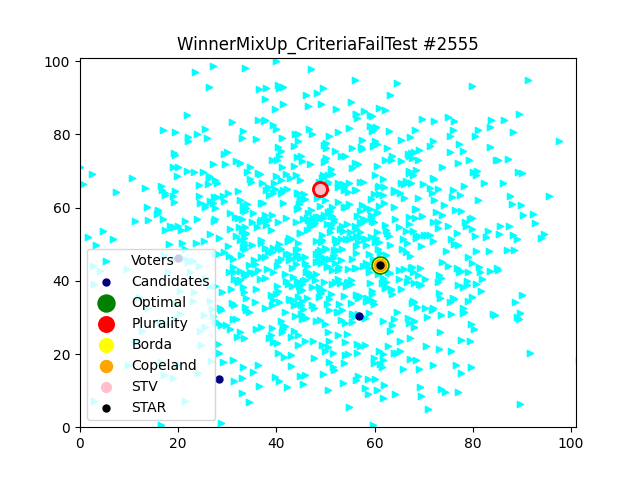 WinnerMixUp_CriteriaFailTest #2555
100
80
60
40
20
0
Voters
Candidates
Optimal
Plurality
Borda
Copeland
STV
STAR
0 20 40 60 80 100